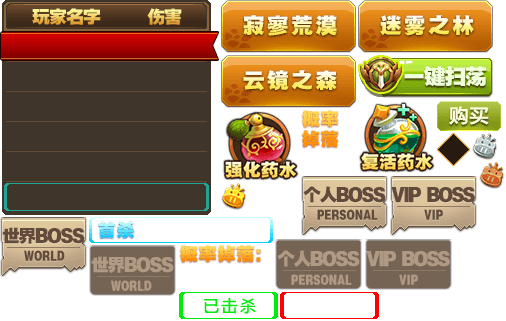 玩家名字 伤害
寂寥荒漠
迷雾之林
云镜之森
一键扫荡
概率
掉落
购买
强化药水
复活药水
个人BOSS
PERSONAL
VIP BOSS
VIP
世界BOSS
WORLD
首杀
世界BOSS
WORLD
概率掉落:
个人BOSS
PERSONAL
VIP BOSS
VIP
已击杀